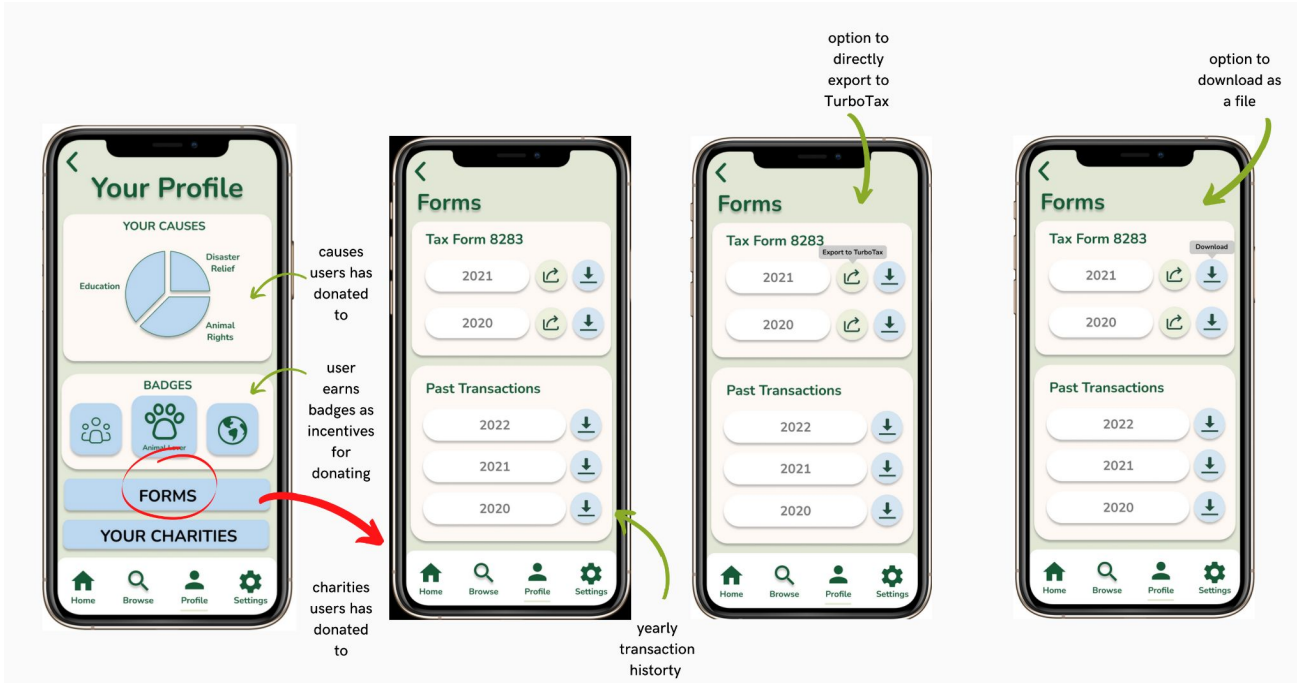 option to
directly
export to
TurboTax
option to
download as
a file
Your Profile
YOUR CAUSES
Disaster
Relief
Education
Animal
Rights
BADGES
Animal Lover
FORMS
YOUR CHARITIES
Home
Browse
Profile
Settings
causes
users has
donated
to
user
earns
badges as
incentives
for
donating
charities
users has
donated
to
Forms
Tax Form 8283
2021
2020
Past Transactions
2022
2021
2020
Home
Browse
Profile
Settings
yearly
transaction
historty
Forms
Tax Form 8283
Export to TurboTax
2021
2020
Past Transactions
2022
2021
2020
Home
Browse
Profile
Settings
Forms
Tax Form 8283
Download
2021
2020
Past Transactions
2022
2021
2020
Home
Browse
Profile
Settings